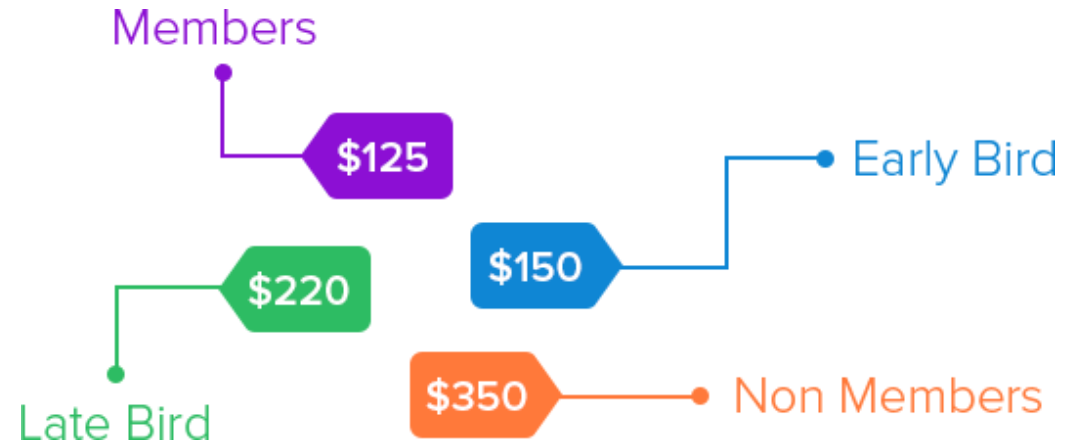 Members
$125
Early Bird
$150
$220
Late Bird
$350
Non Members